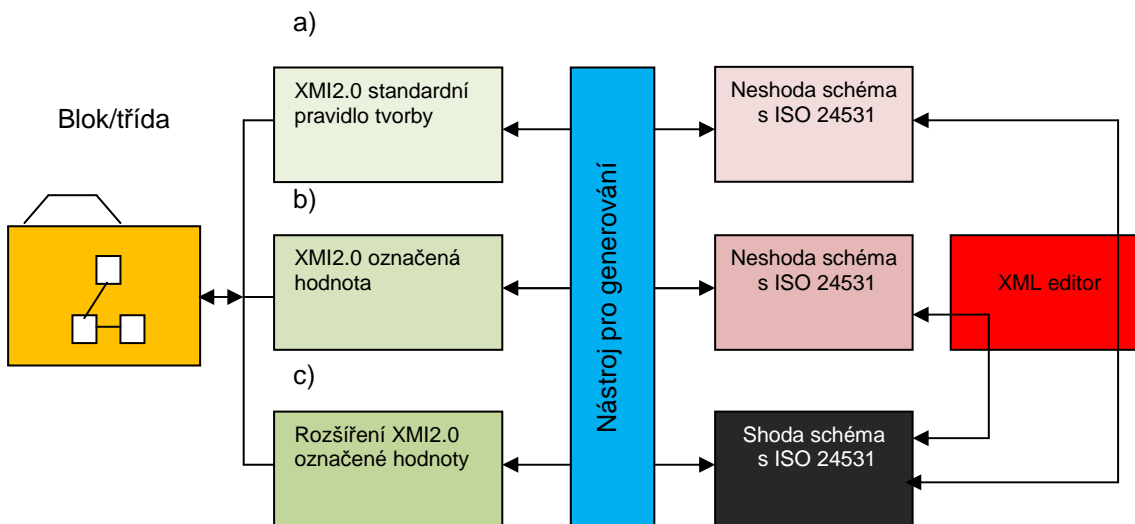 a)
XMI2.0 standardní
pravidlo tvorby
Neshoda schéma
s ISO 24531
Blok/třída
b)
XMI2.0 označená
hodnota
Nástroj pro generování
Neshoda schéma
s ISO 24531
XML editor
c)
Rozšíření XMI2.0
označené hodnoty
Shoda schéma
s ISO 24531